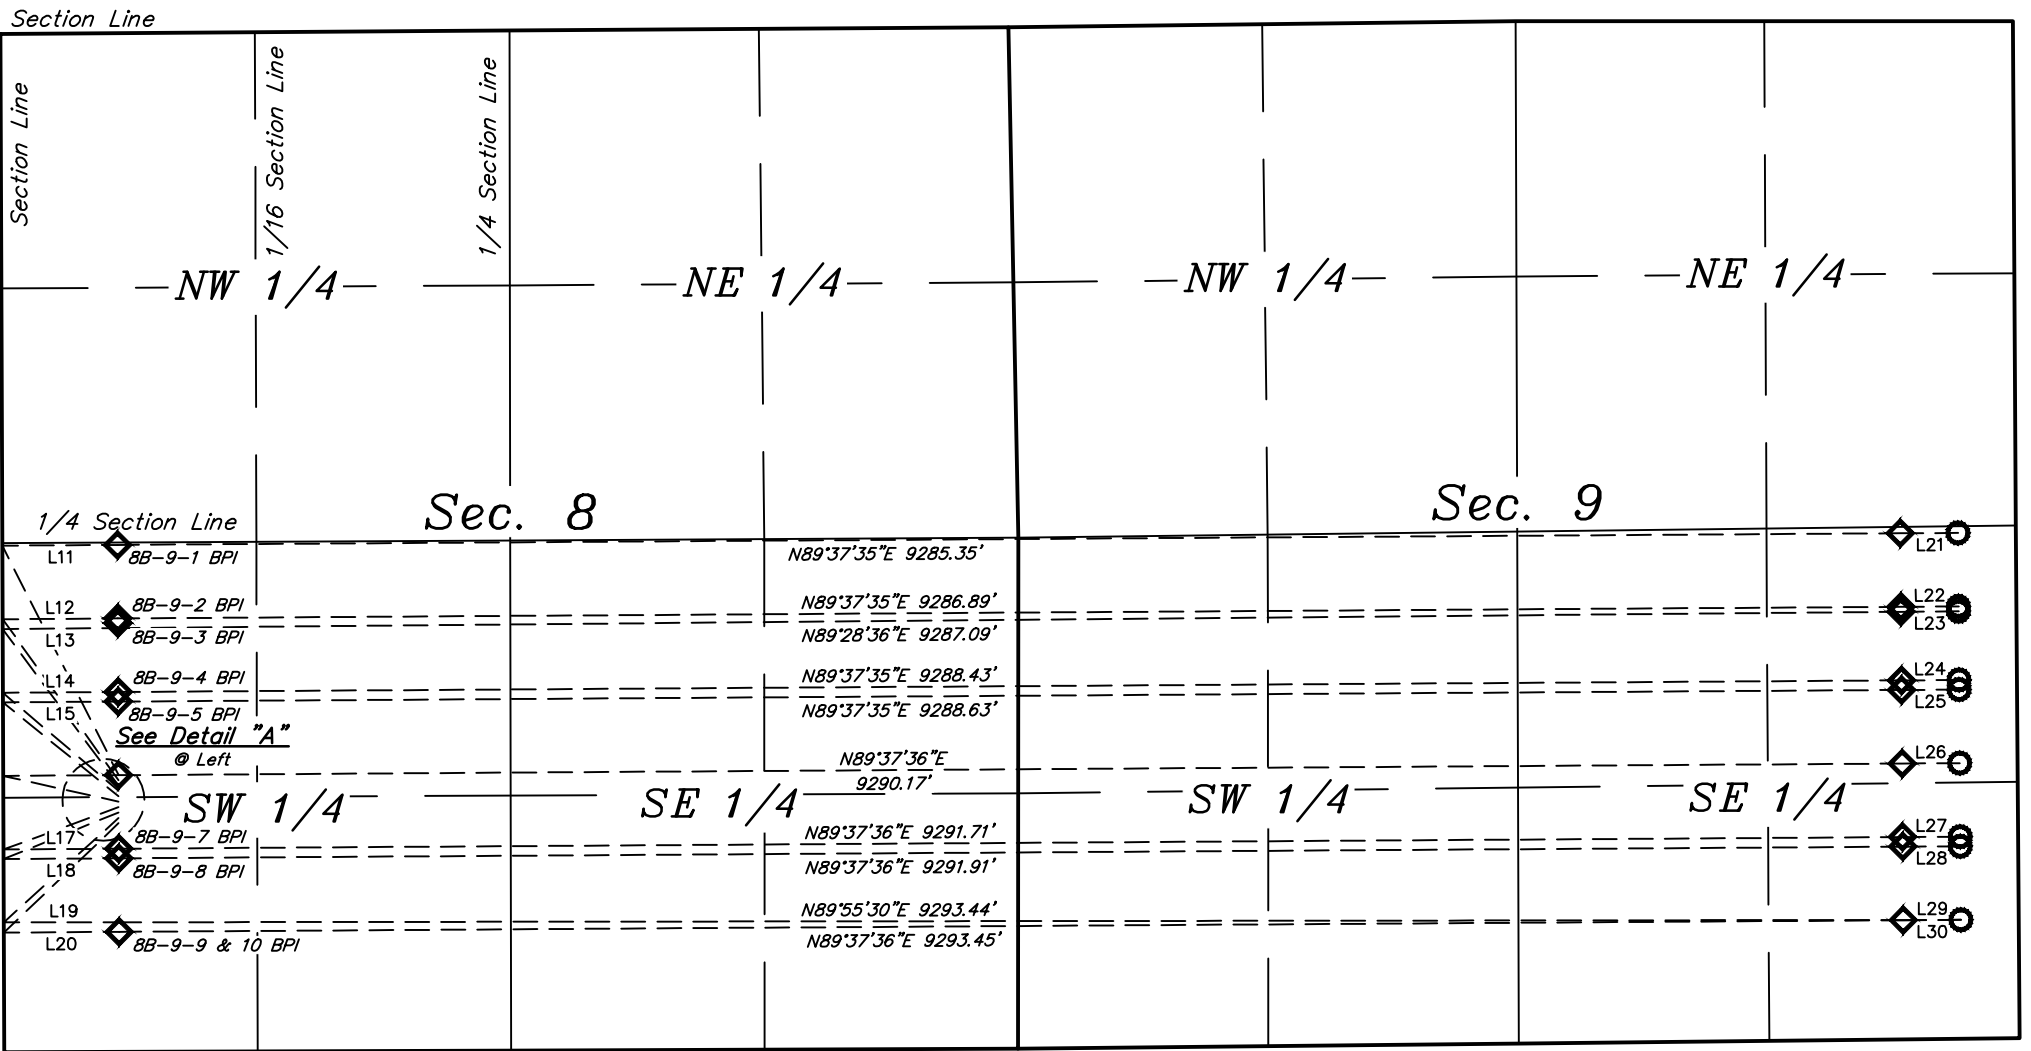 Section Line
Section Line
1/16 Section Line
1/4 Section Line
NW 1/4
NE 1/4
NW 1/4
NE 1/4
Sec. 8
Sec. 9
1/4 Section Line
L11
8B-9-1 BPI
N89°37'35"E 9285.35'
L21
L12
8B-9-2 BPI
N89°37'35"E 9286.89'
L22
L13
8B-9-3 BPI
N89°28'36"E 9287.09'
L23
L14
8B-9-4 BPI
N89°37'35"E 9288.43'
L24
L15
8B-9-5 BPI
N89°37'35"E 9288.63'
L25
See Detail "A"
@ Left
N89°37'36"E
9290.17'
L26
SW 1/4
SE 1/4
SW 1/4
SE 1/4
L17
8B-9-7 BPI
N89°37'36"E 9291.71'
L27
L18
8B-9-8 BPI
N89°37'36"E 9291.91'
L28
L19
N89°55'30"E 9293.44'
L29
L20
8B-9-9 & 10 BPI
N89°37'36"E 9293.45'
L30